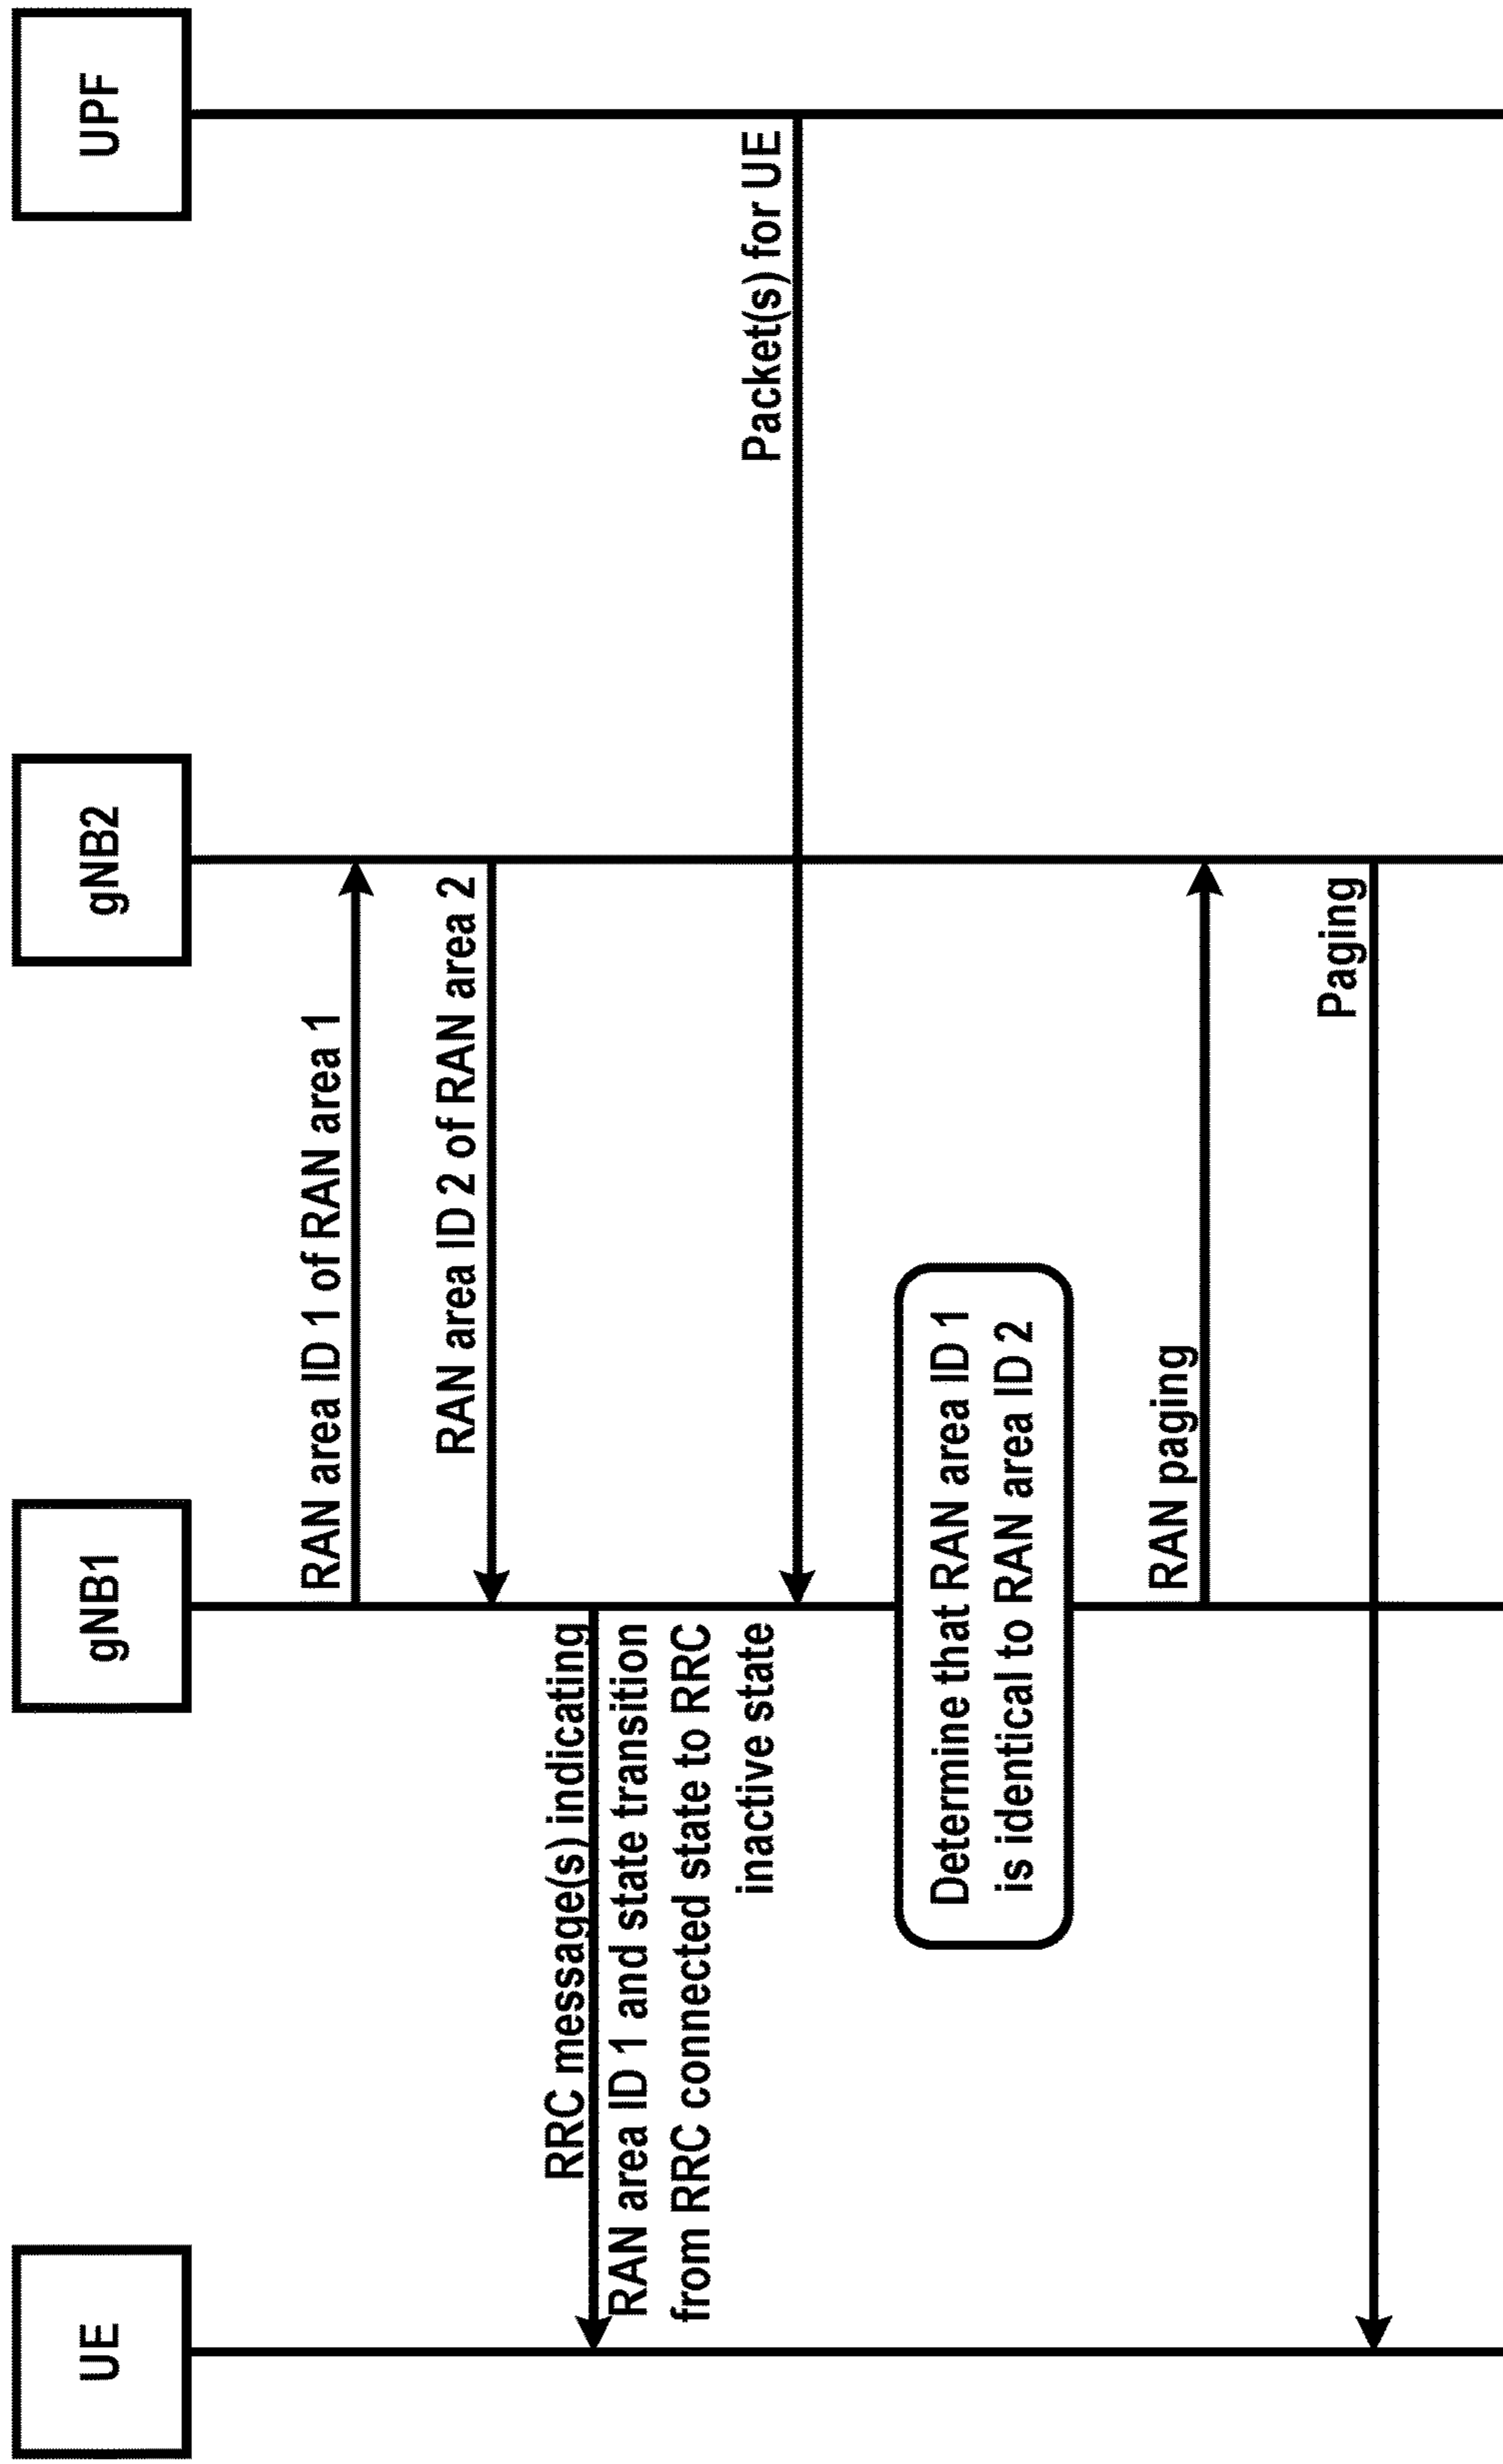 UE
gNB1
gNB2
UPF
RAN area ID 1 of RAN area 1
RAN area ID 2 of RAN area 2
RRC message(s) indicating
RAN area ID 1 and state transition
from RRC connected state to RRC
inactive state
Packet(s) for UE
Determine that RAN area ID 1
is identical to RAN area ID 2
RAN paging
Paging